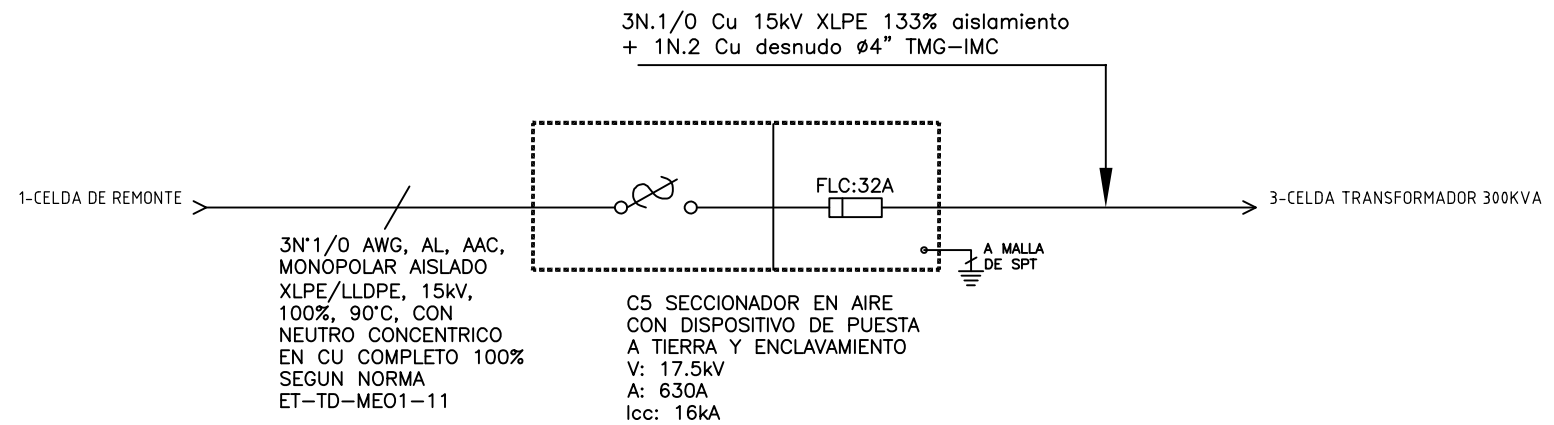 3N.1/0 Cu 15kV XLPE 133% aislamiento
+ 1N.2 Cu desnudo ø4” TMG-IMC
1-CELDA DE REMONTE
FLC:32A
3-CELDA TRANSFORMADOR 300KVA
3N°1/0 AWG, AL, AAC,
MONOPOLAR AISLADO
XLPE/LLDPE, 15kV,
100%, 90°C, CON
NEUTRO CONCENTRICO
EN CU COMPLETO 100%
SEGUN NORMA
ET-TD-ME01-11
A MALLA
DE SPT
C5 SECCIONADOR EN AIRE
CON DISPOSITIVO DE PUESTA
A TIERRA Y ENCLAVAMIENTO
V: 17.5kV
A: 630A
Icc: 16kA